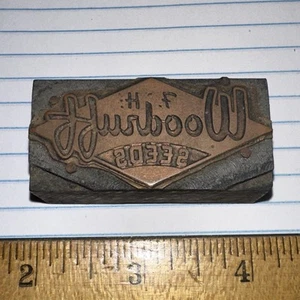 F. H.
Woodruff
SEEDS
2 3 4